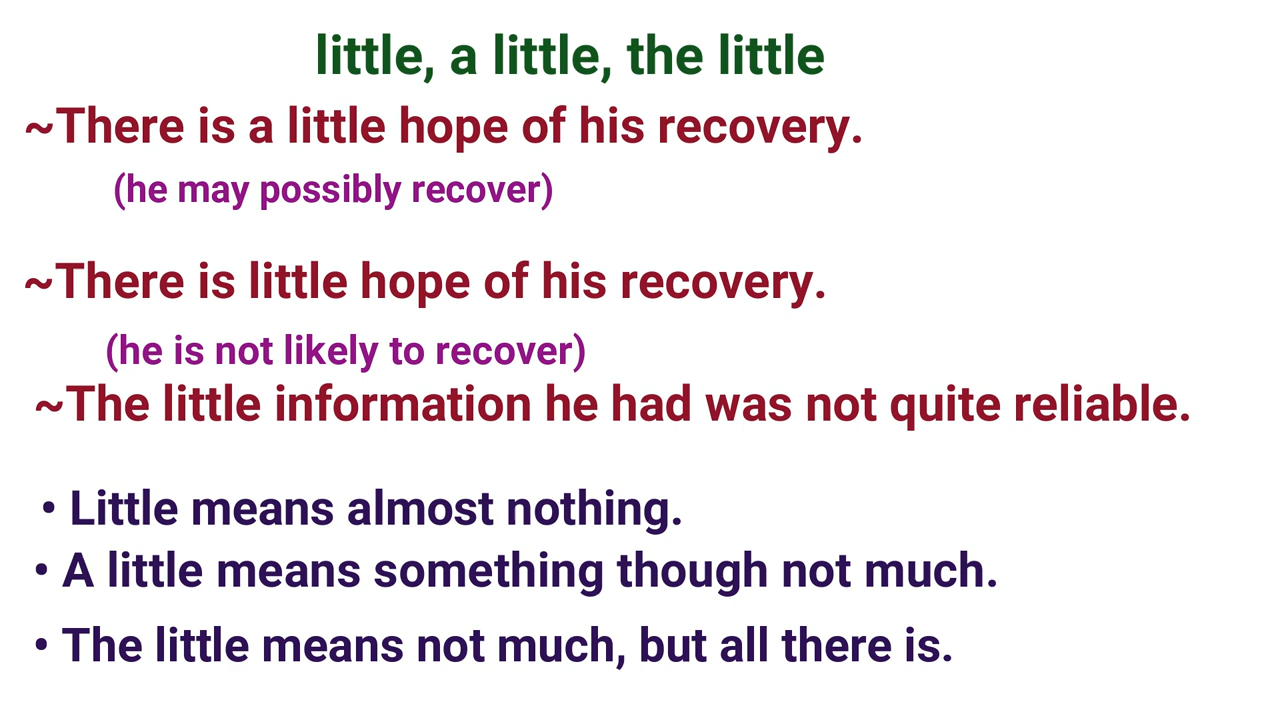 little, a little, the little
~There is a little hope of his recovery.
(he may possibly recover)
~There is little hope of his recovery.
(he is not likely to recover)
~The little information he had was not quite reliable.
• Little means almost nothing.
• A little means something though not much.
• The little means not much, but all there is.